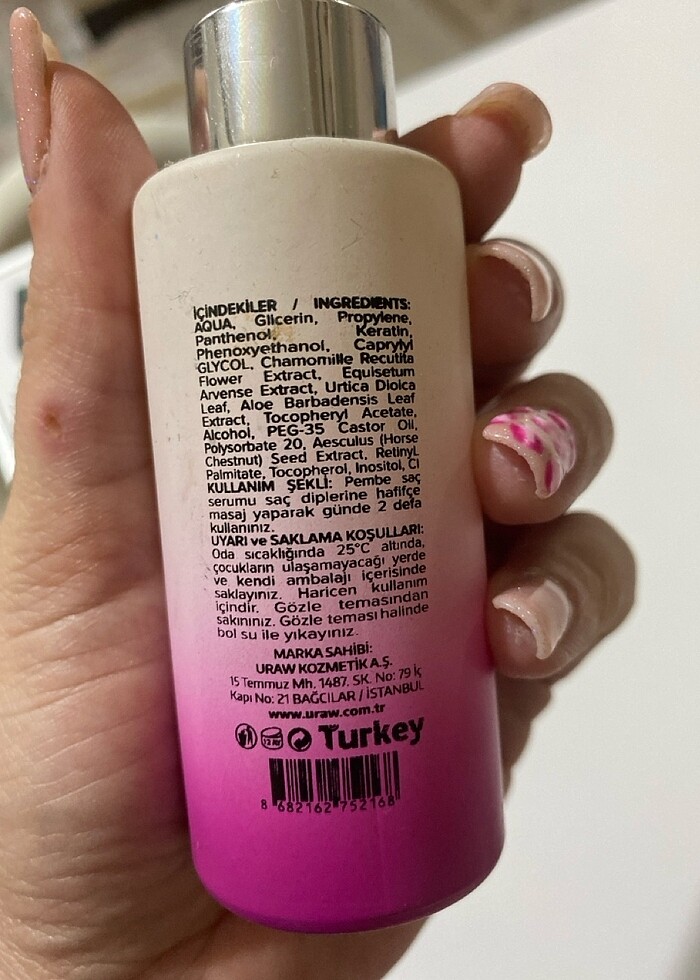 İÇİNDEKİLER / INGREDIENTS:
AQUA, Glicerin, Propylene,
Panthenol, Keratin,
Phenoxyethanol, Caprylyl
GLYCOL, Chamomille Recutita
Flower Extract, Equisetum
Arvense Extract, Urtica Dioica
Leaf, Aloe Barbadensis Leaf
Extract, Tocopheryl Acetate,
Alcohol, PEG-35 Castor Oil,
Polysorbate 20, Aesculus (Horse
Chestnut) Seed Extract, Retinyl
Palmitate, Tocopherol, Inositol, CI
KULLANIM ŞEKLİ: Pembe saç
serumu saç diplerine hafifçe
masaj yaparak günde 2 defa
kullanınız.
UYARI ve SAKLAMA KOŞULLARI:
Oda sıcaklığında 25°C altında,
çocukların ulaşamayacağı yerde
ve kendi ambalajı içerisinde
saklayınız. Haricen kullanım
içindir. Gözle temasından
sakınınız. Gözle teması halinde
bol su ile yıkayınız.
MARKA SAHİBİ:
URAW KOZMETİK A.Ş.
15 Temmuz Mh. 1487. SK. No: 79 İç
Kapı No: 21 BAĞCILAR / İSTANBUL
www.uraw.com.tr
Turkey
8 682162 752168